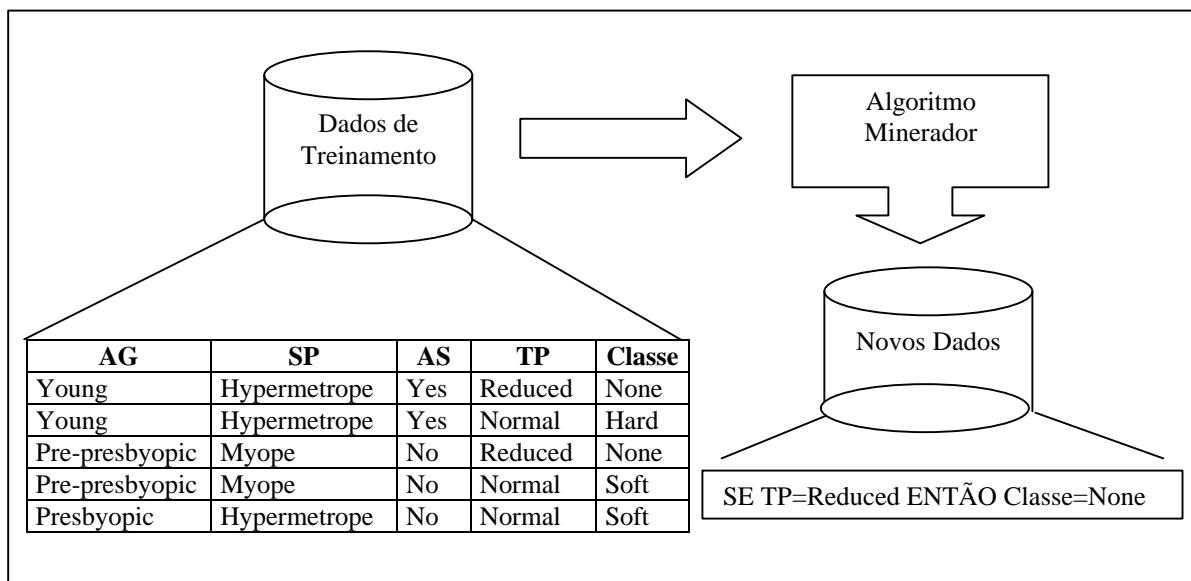 Dados de
Treinamento
Algoritmo
Minerador
Novos Dados
AG SP AS TP Classe
Young Hypermetrope Yes Reduced None
Young Hypermetrope Yes Normal Hard
Pre-presbyopic Myope No Reduced None
Pre-presbyopic Myope No Normal Soft
Presbyopic Hypermetrope No Normal Soft
SE TP=Reduced ENTÃO Classe=None